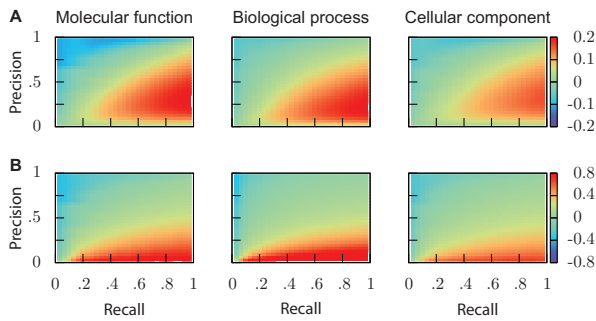 Molecular function Biological process Cellular component
A
Precision
1
.5
0
0.2
0.1
0
-0.1
-0.2
B
Precision
1
.5
0
0.8
0.4
0
-0.4
-0.8
0 .2 .4 .6 .8 1 0 .2 .4 .6 .8 1 0 .2 .4 .6 .8 1
Recall Recall Recall